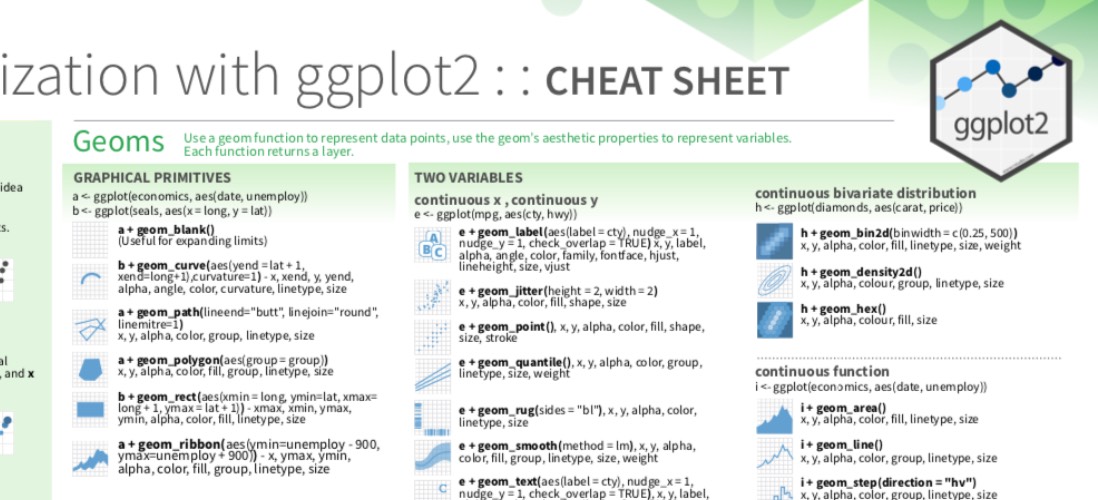 ization with ggplot2 : : CHEAT SHEET
ggplot2
Geoms
Use a geom function to represent data points, use the geom's aesthetic properties to represent variables.
Each function returns a layer.
idea
s.
al
, and x
GRAPHICAL PRIMITIVES
a <- ggplot(economics, aes(date, unemploy))
b <- ggplot(seals, aes(x = long, y = lat))
a + geom_blank()
(Useful for expanding limits)
b + geom_curve(aes(yend = lat + 1,
xend=long+1),curvature=1) - x, xend, y, yend,
alpha, angle, color, curvature, linetype, size
a + geom_path(lineend="butt", linejoin="round",
linemitre=1)
x, y, alpha, color, group, linetype, size
a + geom_polygon(aes(group = group))
x, y, alpha, color, fill, group, linetype, size
b + geom_rect(aes(xmin = long, ymin=lat, xmax=
long + 1, ymax = lat + 1)) - xmax, xmin, ymax,
ymin, alpha, color, fill, linetype, size
a + geom_ribbon(aes(ymin=unemploy - 900,
ymax=unemploy + 900)) - x, ymax, ymin,
alpha, color, fill, group, linetype, size
TWO VARIABLES
continuous x , continuous y
e <- ggplot(mpg, aes(cty, hwy))
A
B C
e + geom_label(aes(label = cty), nudge_x = 1,
nudge_y = 1, check_overlap = TRUE) x, y, label,
alpha, angle, color, family, fontface, hjust,
lineheight, size, vjust
e + geom_jitter(height = 2, width = 2)
x, y, alpha, color, fill, shape, size
e + geom_point(), x, y, alpha, color, fill, shape,
size, stroke
e + geom_quantile(), x, y, alpha, color, group,
linetype, size, weight
e + geom_rug(sides = "bl"), x, y, alpha, color,
linetype, size
e + geom_smooth(method = lm), x, y, alpha,
color, fill, group, linetype, size, weight
C
e + geom_text(aes(label = cty), nudge_x = 1,
nudge_y = 1, check_overlap = TRUE), x, y, label,
continuous bivariate distribution
h <- ggplot(diamonds, aes(carat, price))
h + geom_bin2d(binwidth = c(0.25, 500))
x, y, alpha, color, fill, linetype, size, weight
h + geom_density2d()
x, y, alpha, colour, group, linetype, size
h + geom_hex()
x, y, alpha, colour, fill, size
continuous function
i <- ggplot(economics, aes(date, unemploy))
i + geom_area()
x, y, alpha, color, fill, linetype, size
i + geom_line()
x, y, alpha, color, group, linetype, size
i + geom_step(direction = "hv")
x, y, alpha, color, group, linetype, size